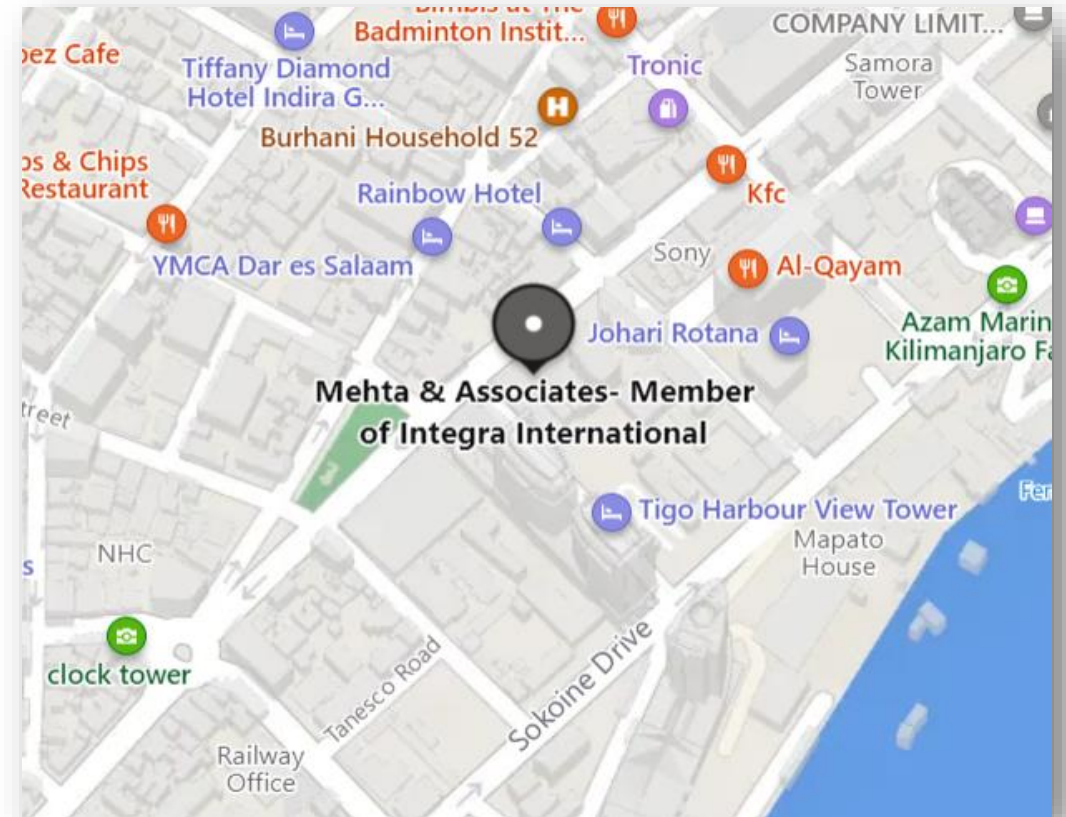 Badminton Instit...
COMPANY LIMIT...
Cafe
Tiffany Diamond
Hotel Indira G...
Tronic
Samora
Tower
Burhani Household 52
& Chips
Restaurant
Rainbow Hotel
Kfc
YMCA Dar es Salaam
Sony
Al-Qayam
Johari Rotana
Azam Marin
Kilimanjaro Fa
Mehta & Associates- Member
of Integra International
treet
Fer
Tigo Harbour View Tower
Mapato
House
NHC
s
clock tower
Tanesco Road
Sokoine Drive
Railway
Office